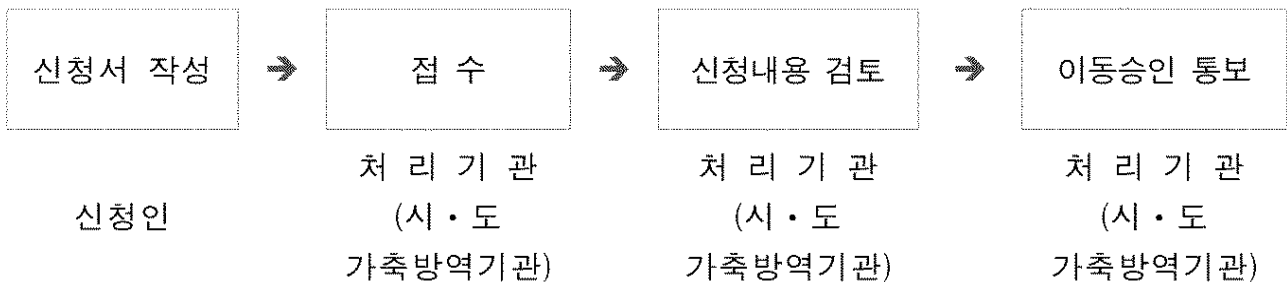 신청서 작성 → 접 수 → 신청내용 검토 → 이동승인 통보
처 리 기 관 처 리 기 관 처 리 기 관
신청인 (시・도 (시・도 (시・도
가축방역기관) 가축방역기관) 가축방역기관)